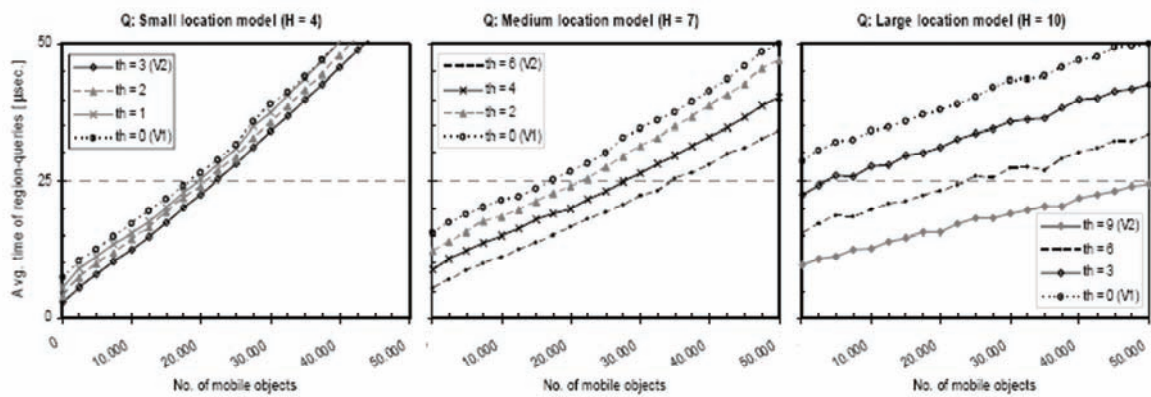 Q: Small location model (H = 4)
Q: Medium location model (H = 7)
Q: Large location model (H = 10)
Avg. time of region-queries [µsec.]
50
25
0
th = 3 (V2)
th = 2
th = 1
th = 0 (V1)
0
10.000
20.000
30.000
40.000
50.000
No. of mobile objects
th = 6 (V2)
th = 4
th = 2
th = 0 (V1)
10.000
20.000
30.000
40.000
50.000
No. of mobile objects
th = 9 (V2)
th = 6
th = 3
th = 0 (V1)
10.000
20.000
30.000
40.000
50.000
No. of mobile objects